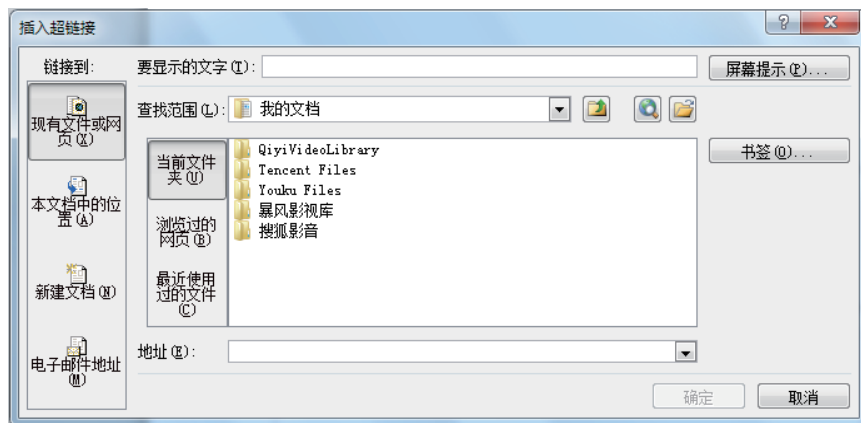 插入超链接
链接到:
要显示的文字(T):
屏幕提示(P)...
现有文件或网
页(X)
查找范围(L):
我的文档
书签(O)...
当前文件
夹(U)
QiyiVideoLibrary
Tencent Files
Youku Files
暴风影视库
搜狐影音
本文档中的位
置(A)
浏览过的
网页(B)
新建文档(N)
最近使用
过的文件
(C)
电子邮件地址
(M)
地址(E):
确定
取消